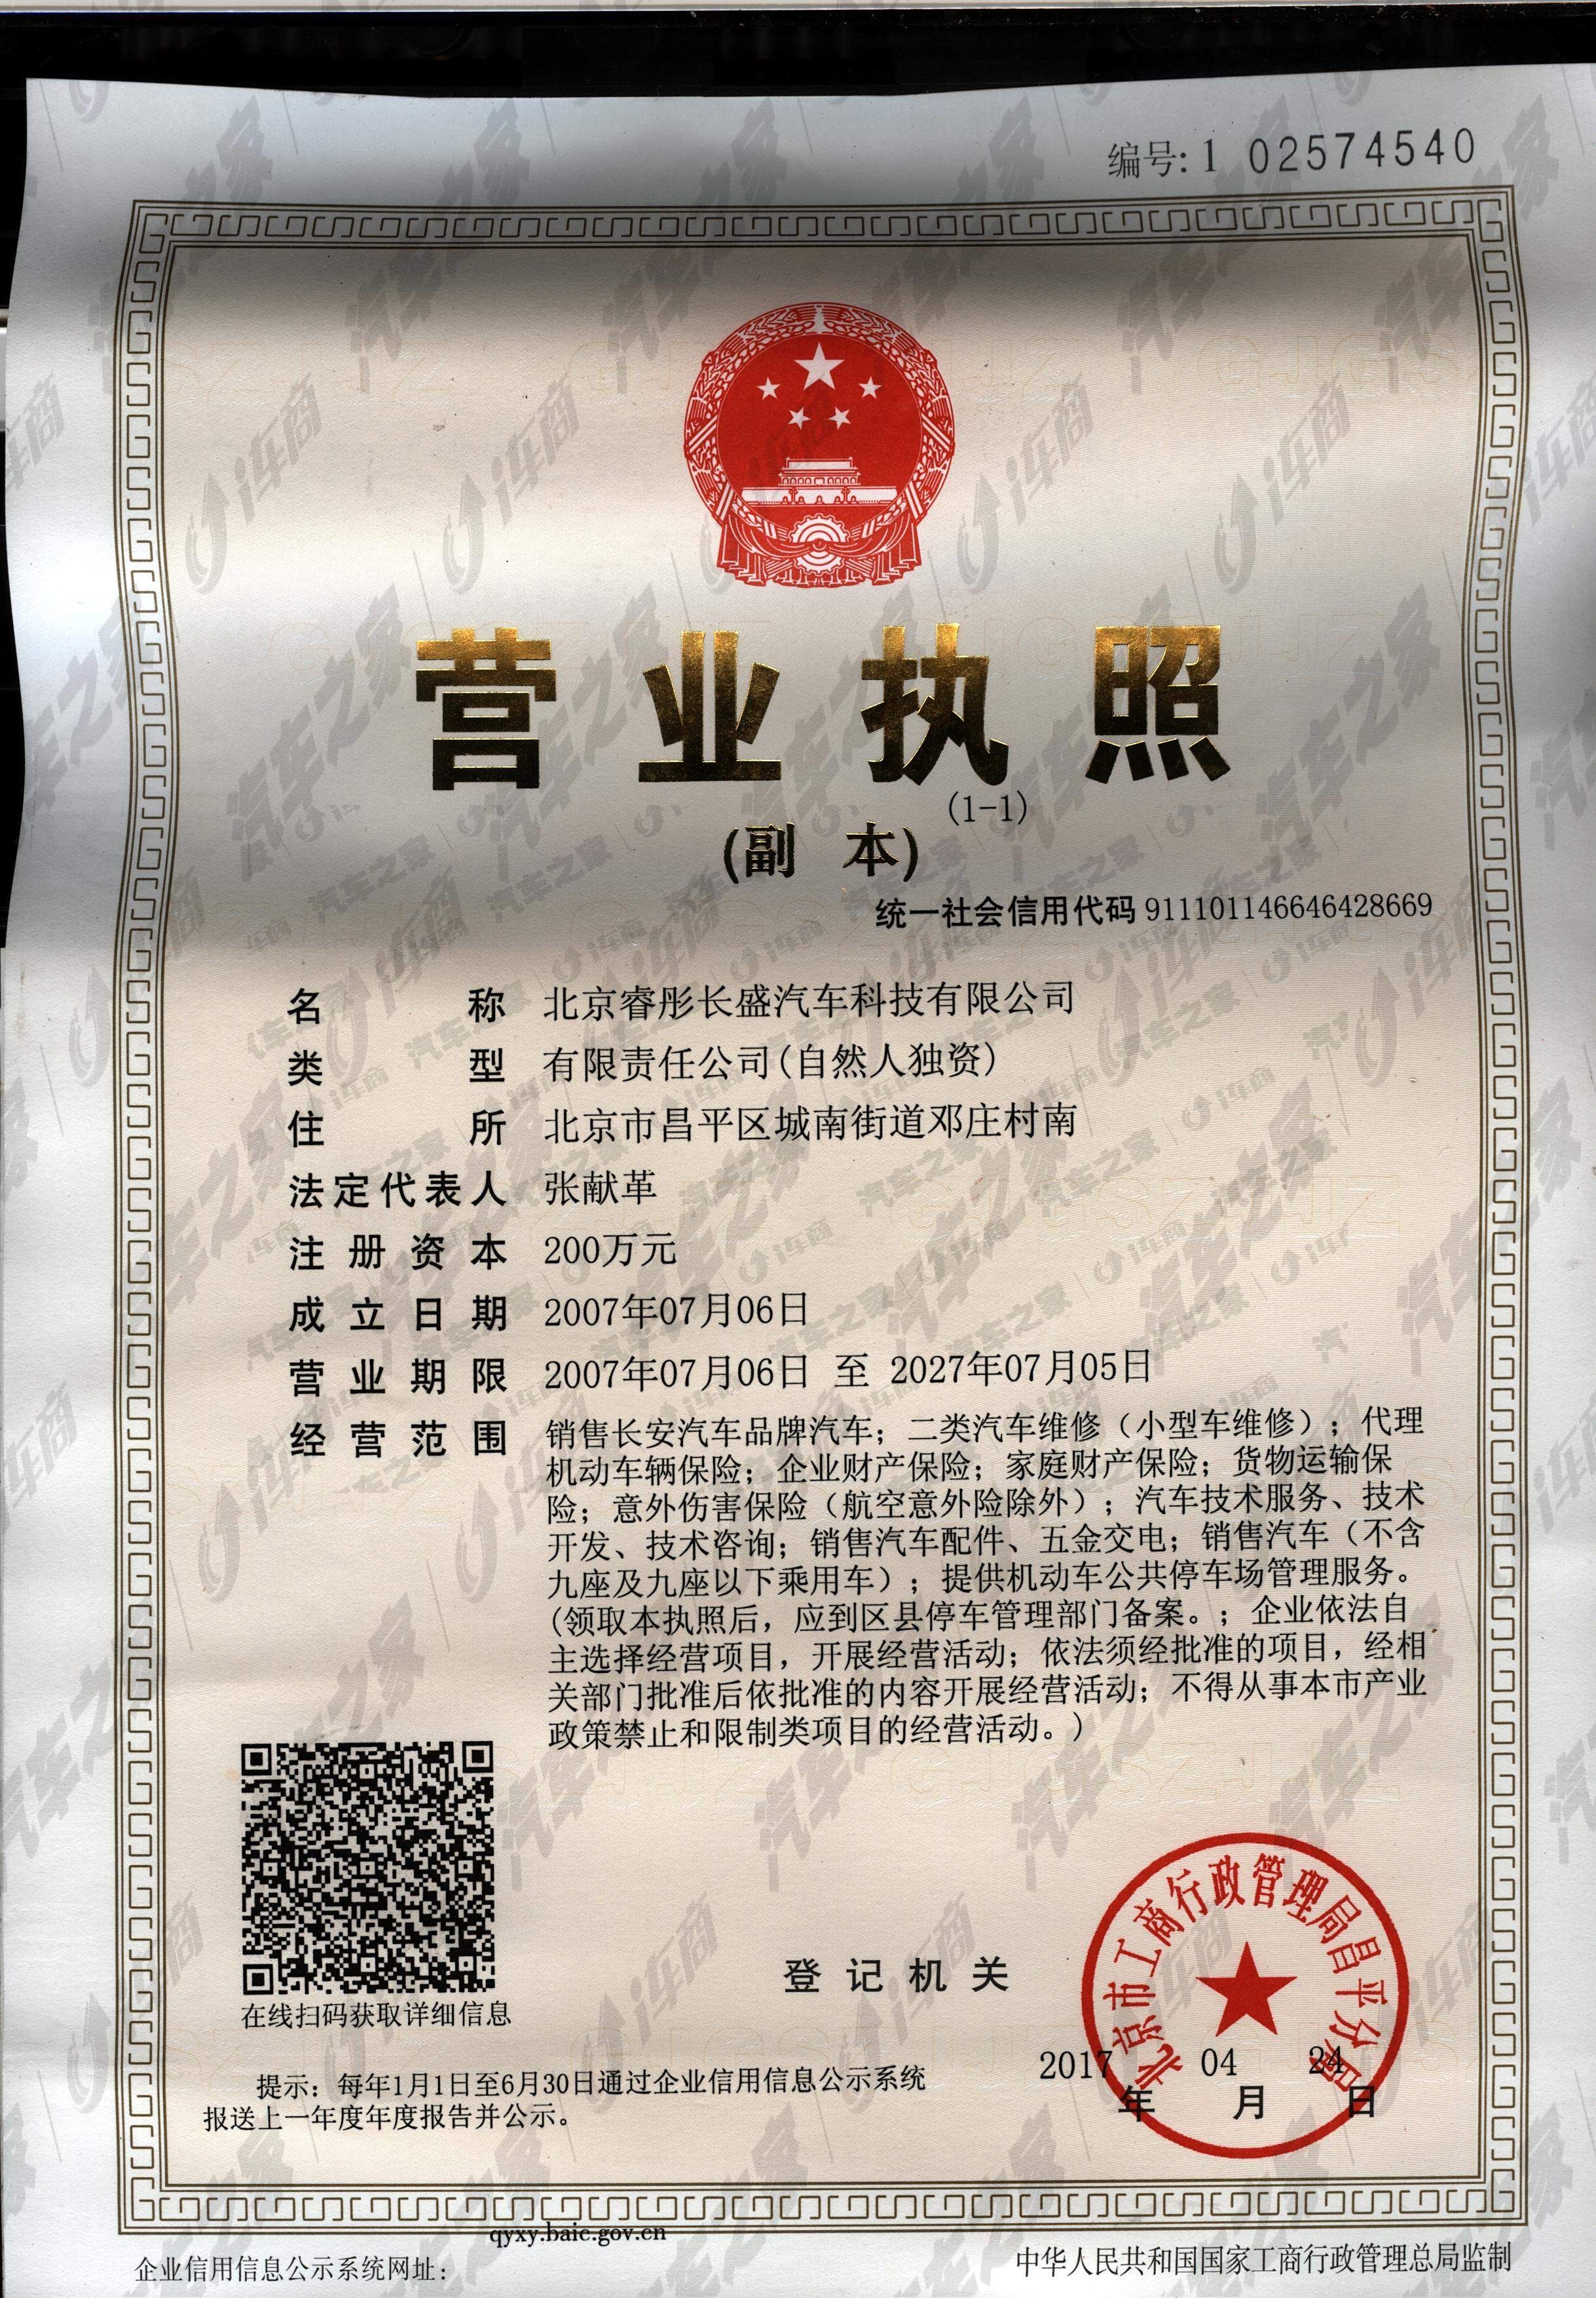 编号: 1 02574540
营业执照
(副 本)
(1-1)
统一社会信用代码 911101146646428669
名称 北京睿彤长盛汽车科技有限公司
类型 有限责任公司(自然人独资)
住所 北京市昌平区城南街道邓庄村南
法定代表人 张献革
注册资本 200万元
成立日期 2007年07月06日
营业期限 2007年07月06日 至 2027年07月05日
经营范围 销售长安汽车品牌汽车；二类汽车维修（小型车维修）；代理
机动车辆保险；企业财产保险；家庭财产保险；货物运输保
险；意外伤害保险（航空意外险除外）；汽车技术服务、技术
开发、技术咨询；销售汽车配件、五金交电；销售汽车（不含
九座及九座以下乘用车）；提供机动车公共停车场管理服务。
(领取本执照后，应到区县停车管理部门备案。；企业依法自
主选择经营项目，开展经营活动；依法须经批准的项目，经相
关部门批准后依批准的内容开展经营活动；不得从事本市产业
政策禁止和限制类项目的经营活动。)
在线扫码获取详细信息
登记机关
北京市工商行政管理局昌平分局
2017年04月24日
提示：每年1月1日至6月30日通过企业信用信息公示系统
报送上一年度年度报告并公示。
qyxy.baic.gov.cn
企业信用信息公示系统网址：
中华人民共和国国家工商行政管理总局监制
汽车之家
i车商